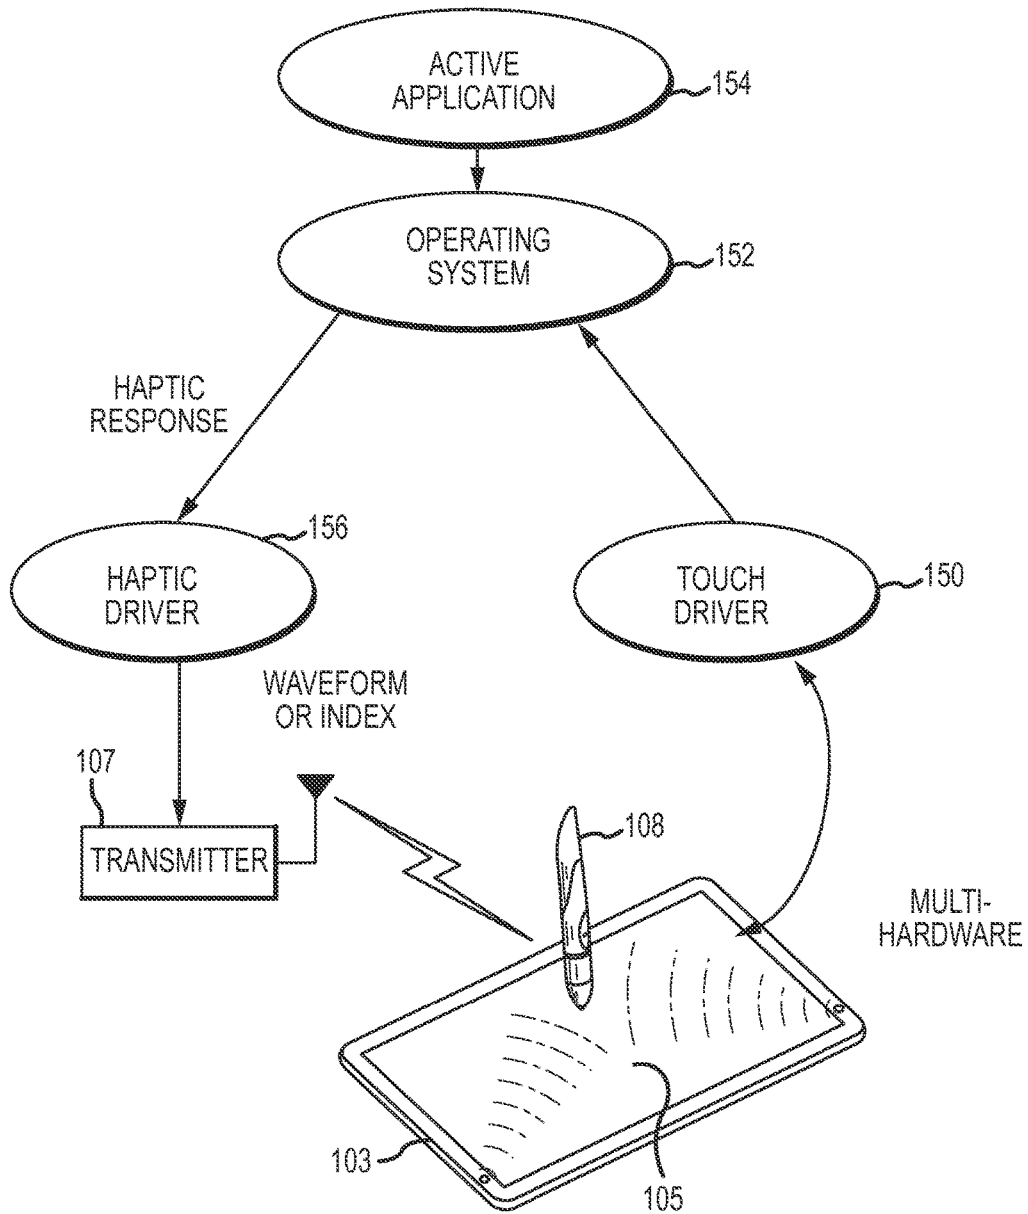 ACTIVE
APPLICATION
154
OPERATING
SYSTEM
152
HAPTIC
RESPONSE
156
HAPTIC
DRIVER
TOUCH
DRIVER
150
WAVEFORM
OR INDEX
107
TRANSMITTER
108
MULTI-
HARDWARE
103
105